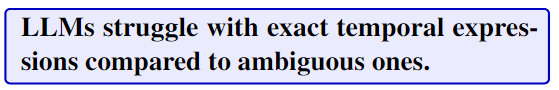 LLMs struggle with exact temporal expres-
sions compared to ambiguous ones.